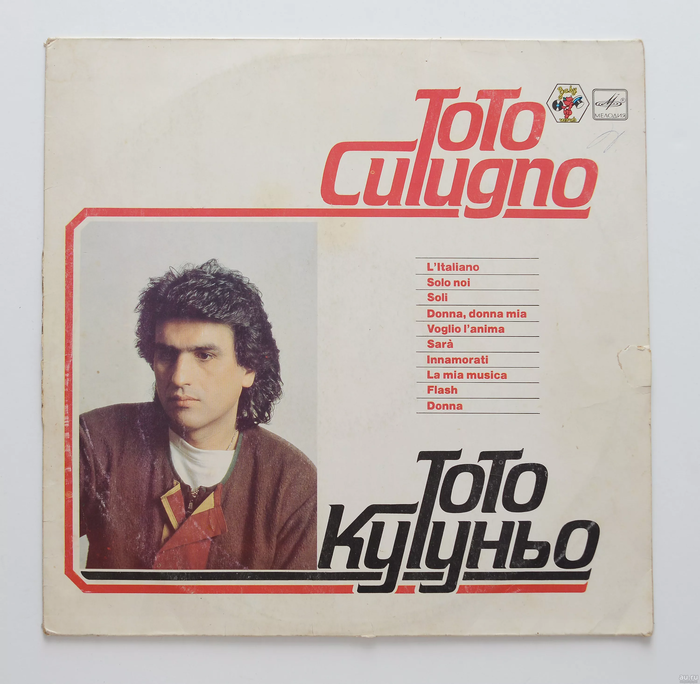 ToTo
Cutugno
МЕЛОДИЯ
L'Italiano
Solo noi
Soli
Donna, donna mia
Voglio l'anima
Sarà
Innamorati
La mia musica
Flash
Donna
ТоТо
Кутуньо